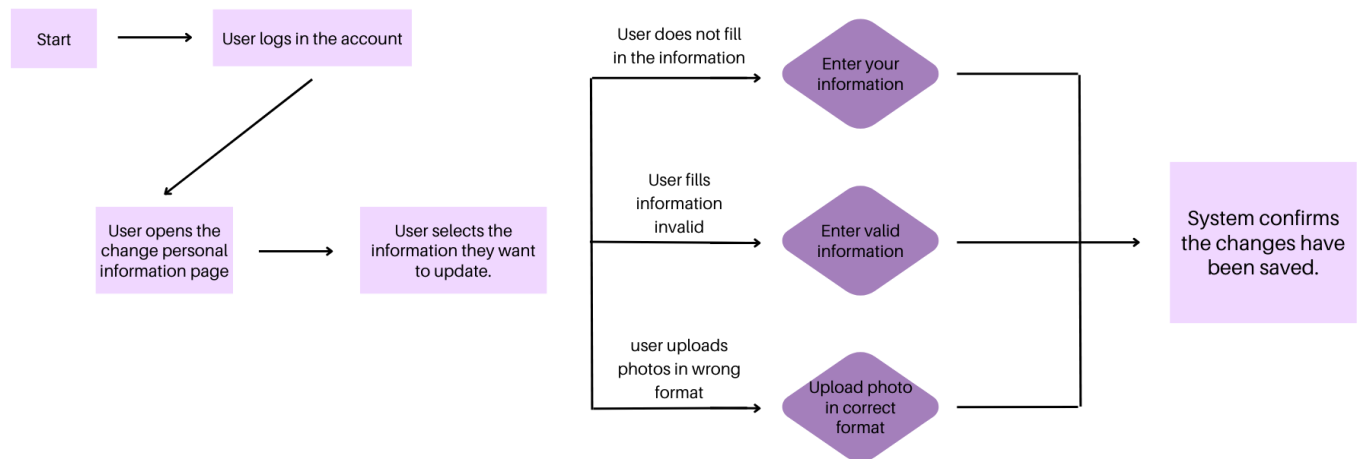 Start
User logs in the account
User opens the
change personal
information page
User selects the
information they want
to update.
User does not fill
in the information
Enter your
information
User fills
information
invalid
Enter valid
information
user uploads
photos in wrong
format
Upload photo
in correct
format
System confirms
the changes have
been saved.